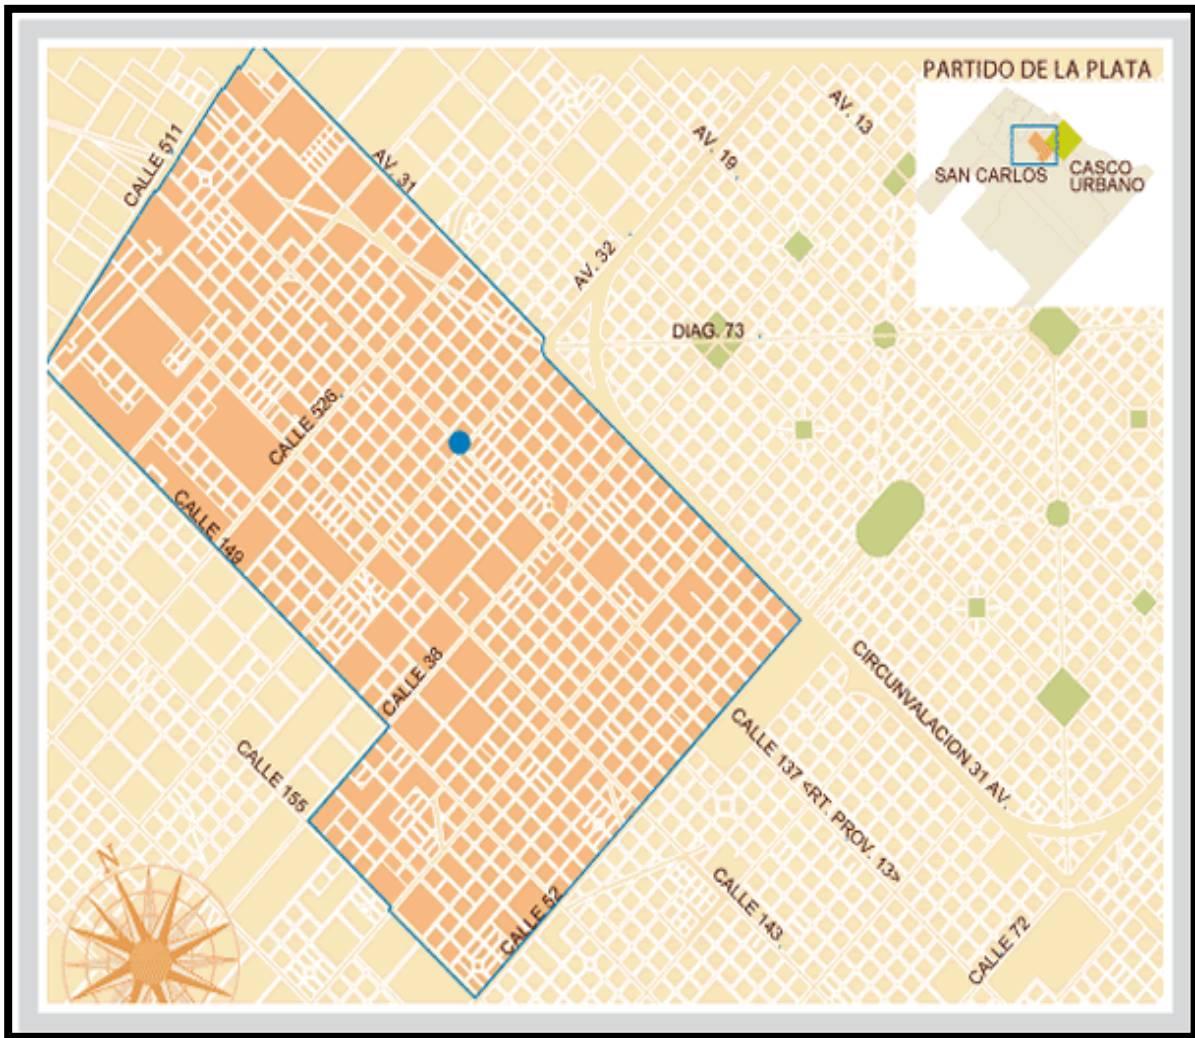 PARTIDO DE LA PLATA
SAN CARLOS
CASCO
URBANO
CALLE 511
AV. 31
AV. 19
AV. 13
AV. 32
DIAG. 73
CALLE 526
CALLE 149
CALLE 38
CALLE 155
CALLE 52
CIRCUNVALACION 31 AV.
CALLE 137 <RT. PROV. 13>
CALLE 143
CALLE 72
N